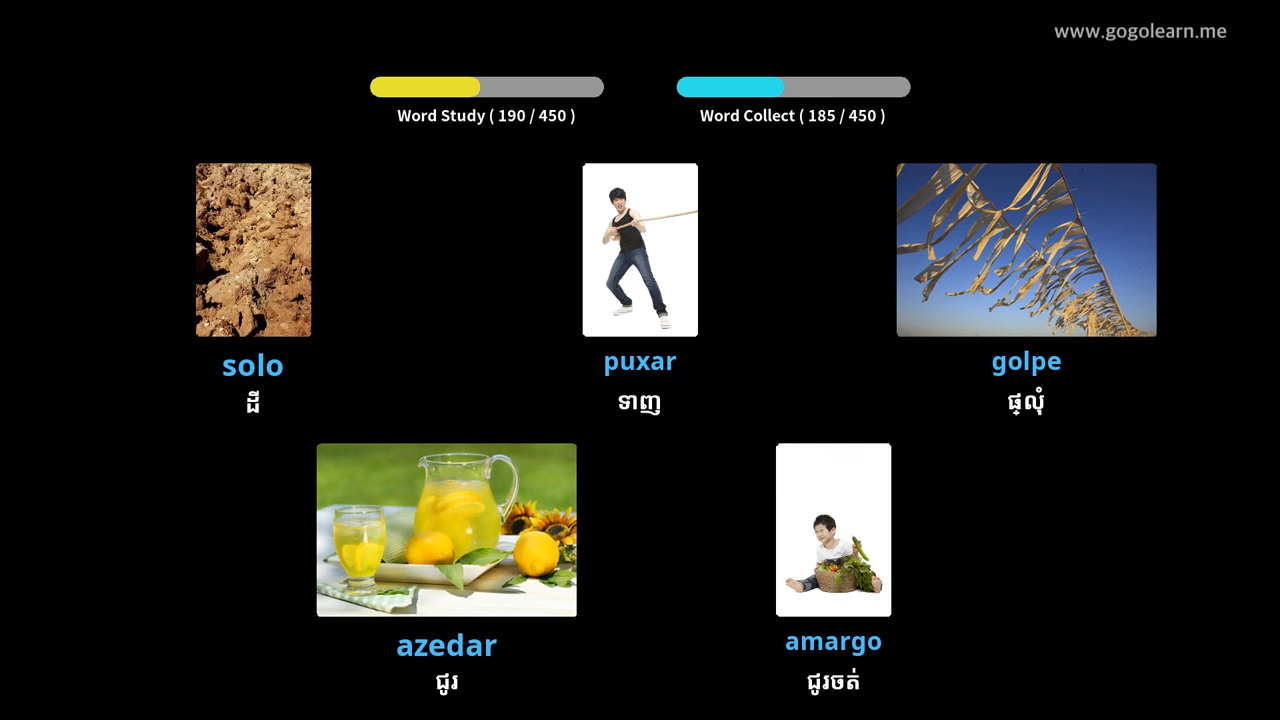 www.gogolearn.me
Word Study ( 190 / 450 )
Word Collect ( 185 / 450 )
solo
ដី
puxar
ទាញ
golpe
ផ្លុំ
azedar
ជូរ
amargo
ជូរចត់